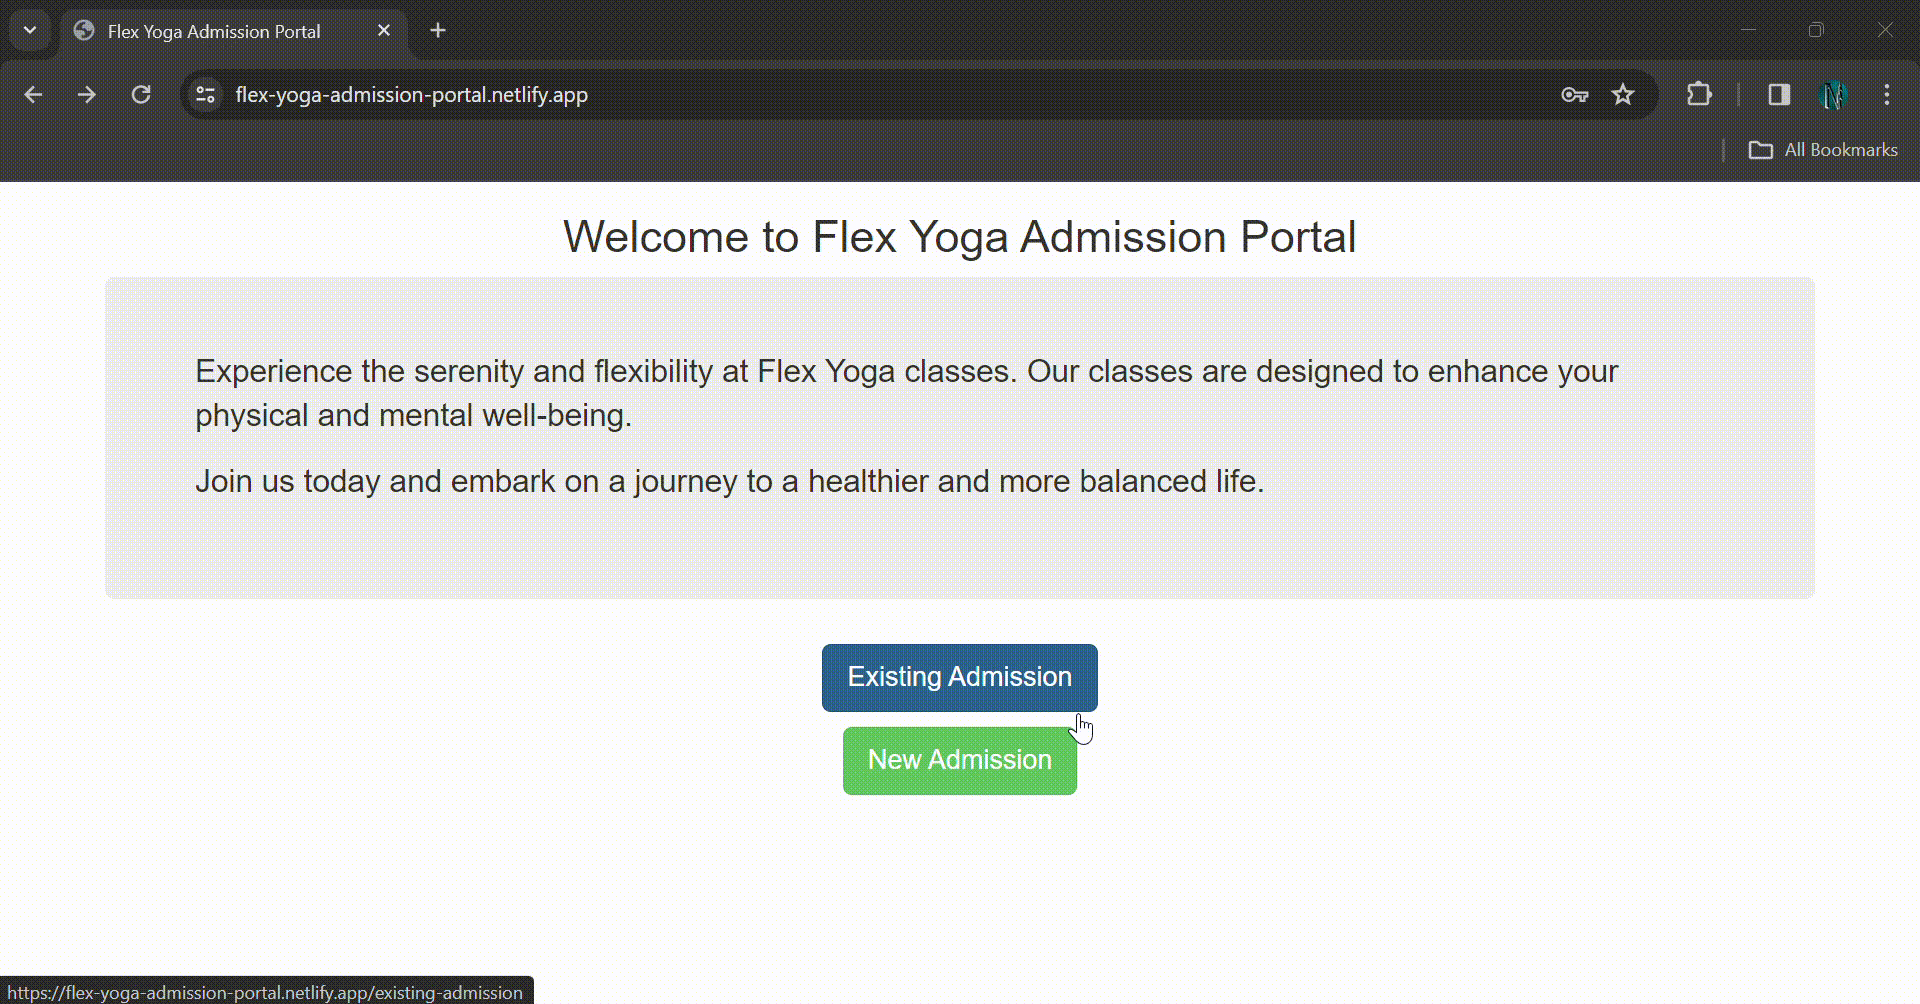 Flex Yoga Admission Portal
flex-yoga-admission-portal.netlify.app
All Bookmarks
Welcome to Flex Yoga Admission Portal
Experience the serenity and flexibility at Flex Yoga classes. Our classes are designed to enhance your
physical and mental well-being.
Join us today and embark on a journey to a healthier and more balanced life.
Existing Admission
New Admission
https://flex-yoga-admission-portal.netlify.app/existing-admission